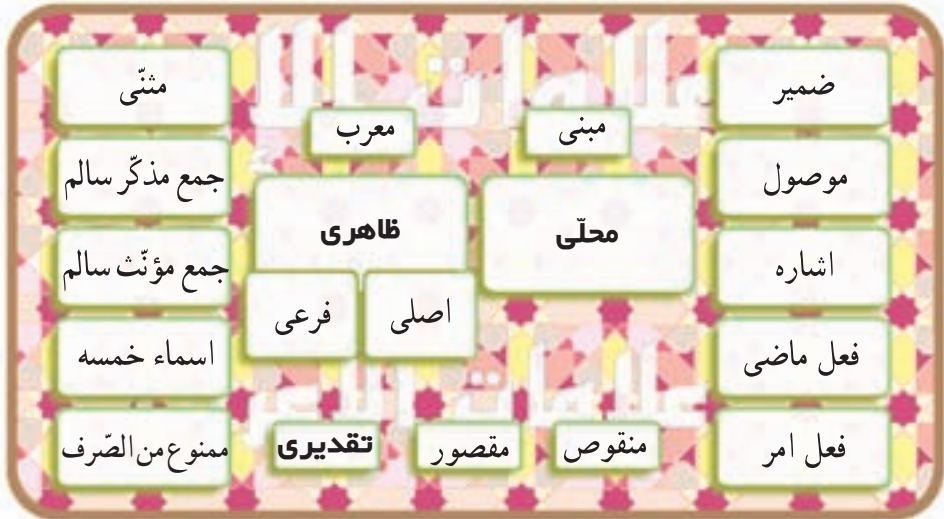 ضمیر
موصول
اشاره
فعل ماضی
فعل امر
مبنی
معرب
محلّی
ظاهری
اصلی
فرعی
منقوص
مقصور
تقدیری
مثنّی
جمع مذکّر سالم
جمع مؤنّث سالم
اسماء خمسه
ممنوع من الصّرف